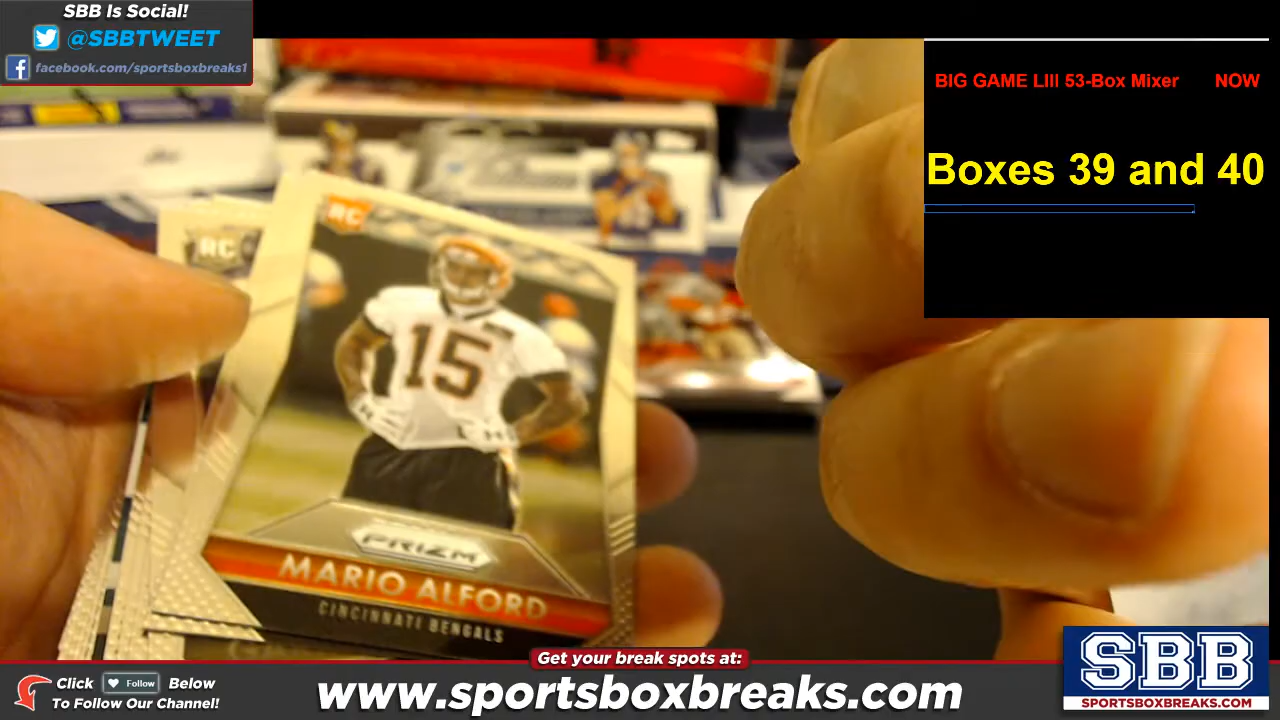 SBB Is Social!
@SBBTWEET
facebook.com/sportsboxbreaks1
BIG GAME LIII 53-Box Mixer NOW
Boxes 39 and 40
RC
RC
15
PRIZM
MARIO ALFORD
CINCINNATI BENGALS
Get your break spots at:
Click Follow Below
To Follow Our Channel!
www.sportsboxbreaks.com
SBB
SPORTSBOXBREAKS.COM